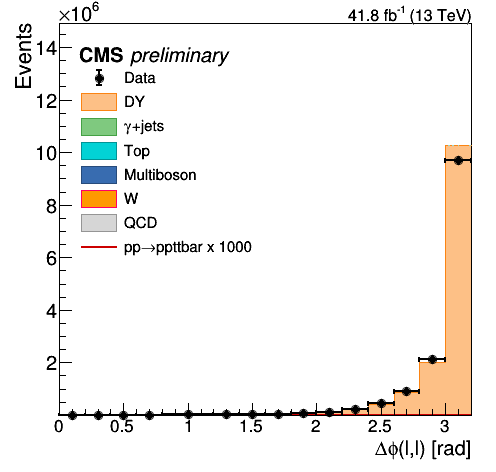 ×10⁶
41.8 fb⁻¹ (13 TeV)
Events
CMS preliminary
Data
DY
γ+jets
Top
Multiboson
W
QCD
pp→ppttbar x 1000
14
12
10
8
6
4
2
0 0.5 1 1.5 2 2.5 3
Δϕ(l,l) [rad]